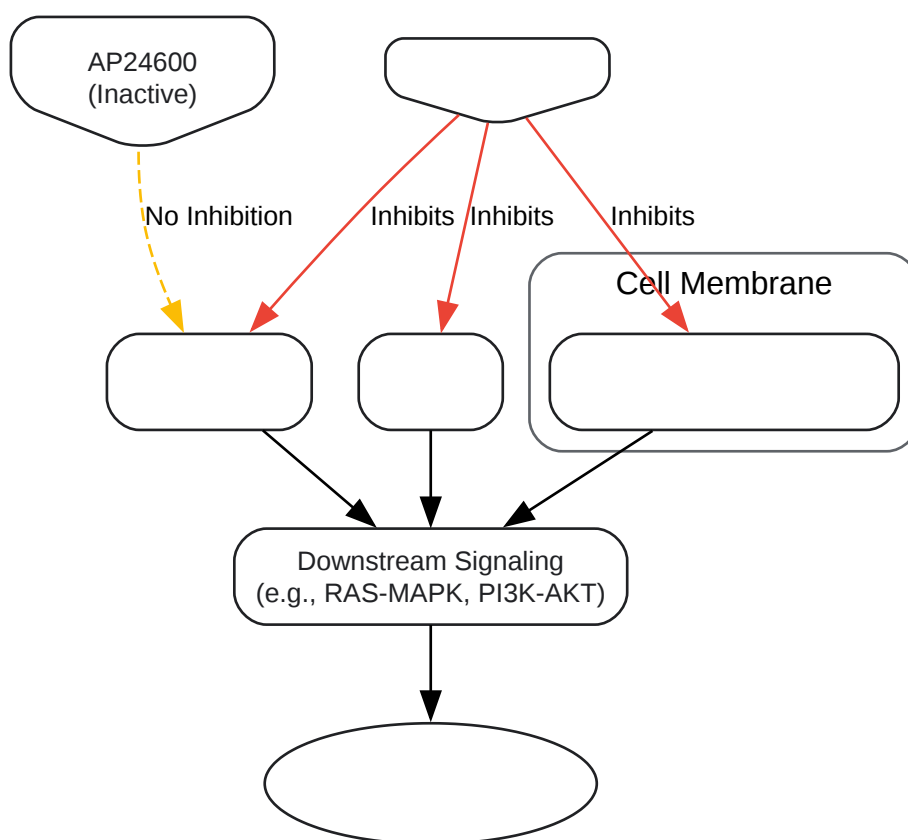 AP24600
(Inactive)
No Inhibition
Inhibits
Inhibits
Inhibits
Cell Membrane
Downstream Signaling
(e.g., RAS-MAPK, PI3K-AKT)